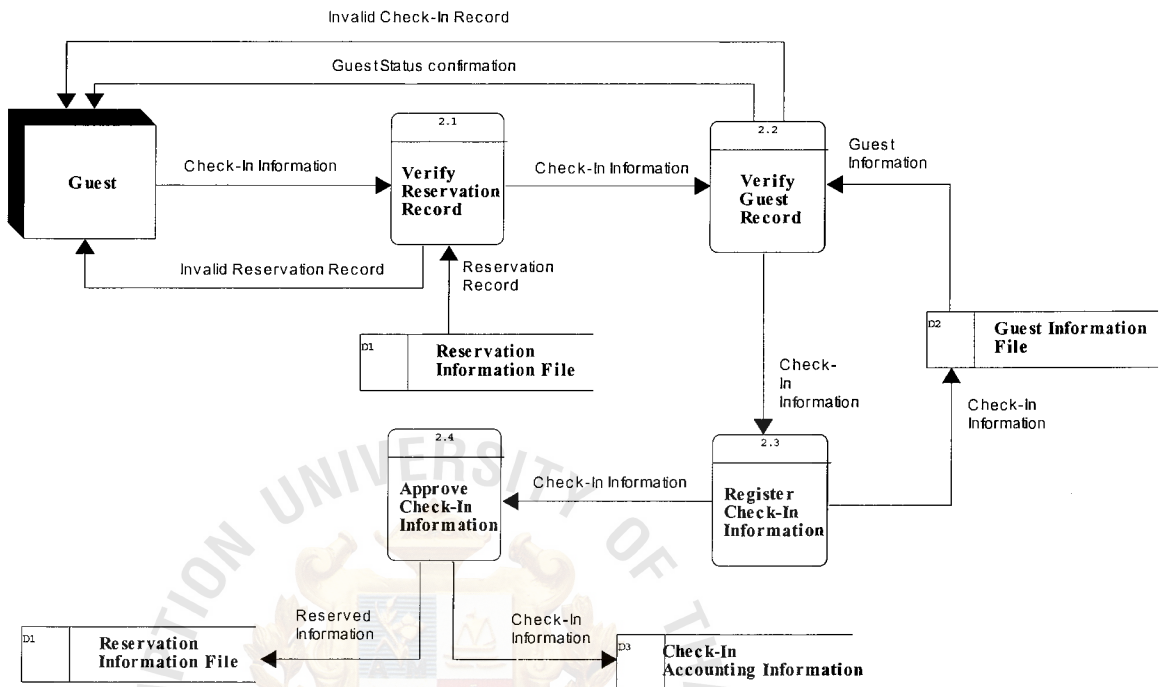 Invalid Check-In Record
GuestStatus confirmation
Guest
Check-In Information
2.1
Verify
Reservation
Record
Check-In Information
2.2
Verify
Guest
Record
Guest
Information
Invalid Reservation Record
Reservation
Record
D1
Reservation
Information File
D2
Guest Information
File
Check-
In
Information
Check-In
Information
2.4
Approve
Check-In
Information
Check-In Information
2.3
Register
Check-In
Information
Reserved
Information
Check-In
Information
D1
Reservation
Information File
D3
Check-In
Accounting Information
UNIVERSITY OF